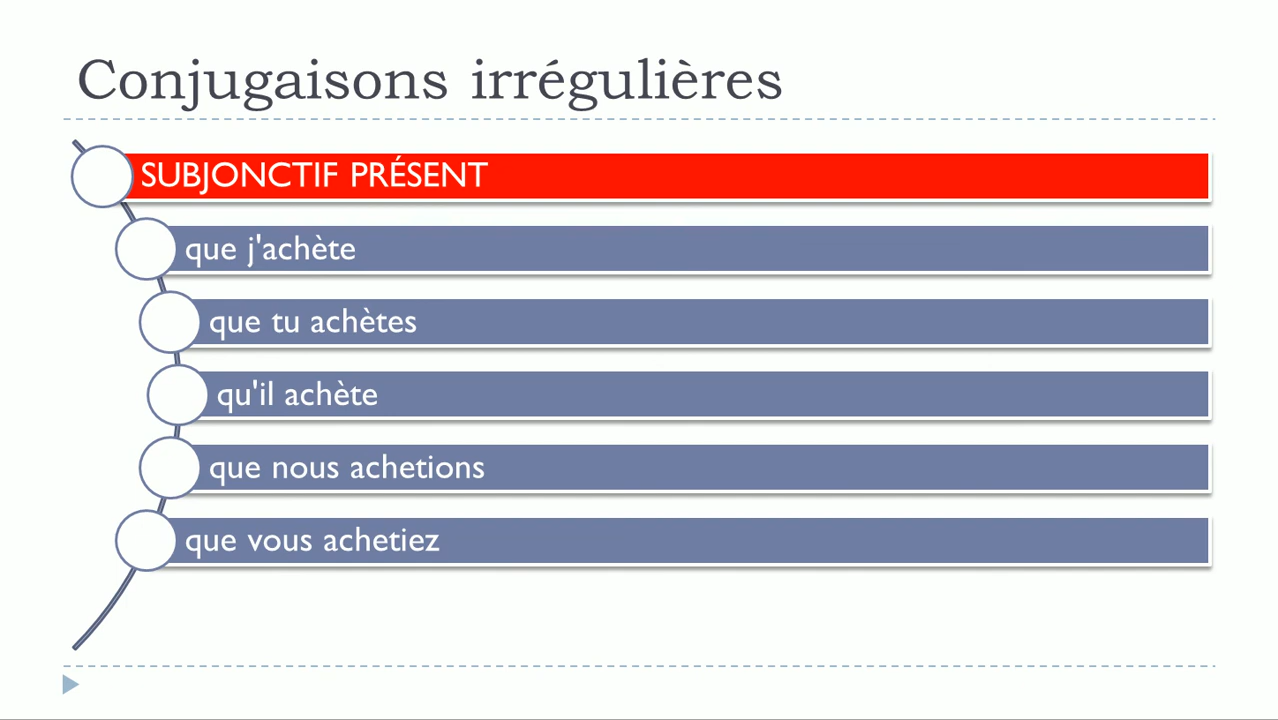 Conjugaisons irrégulières
SUBJONCTIF PRÉSENT
que j'achète
que tu achètes
qu'il achète
que nous achetions
que vous achetiez